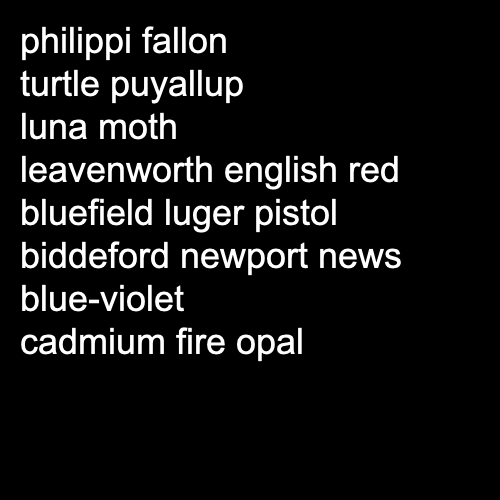 philippi fallon
turtle puyallup
luna moth
leavenworth english red
bluefield luger pistol
biddeford newport news
blue-violet
cadmium fire opal